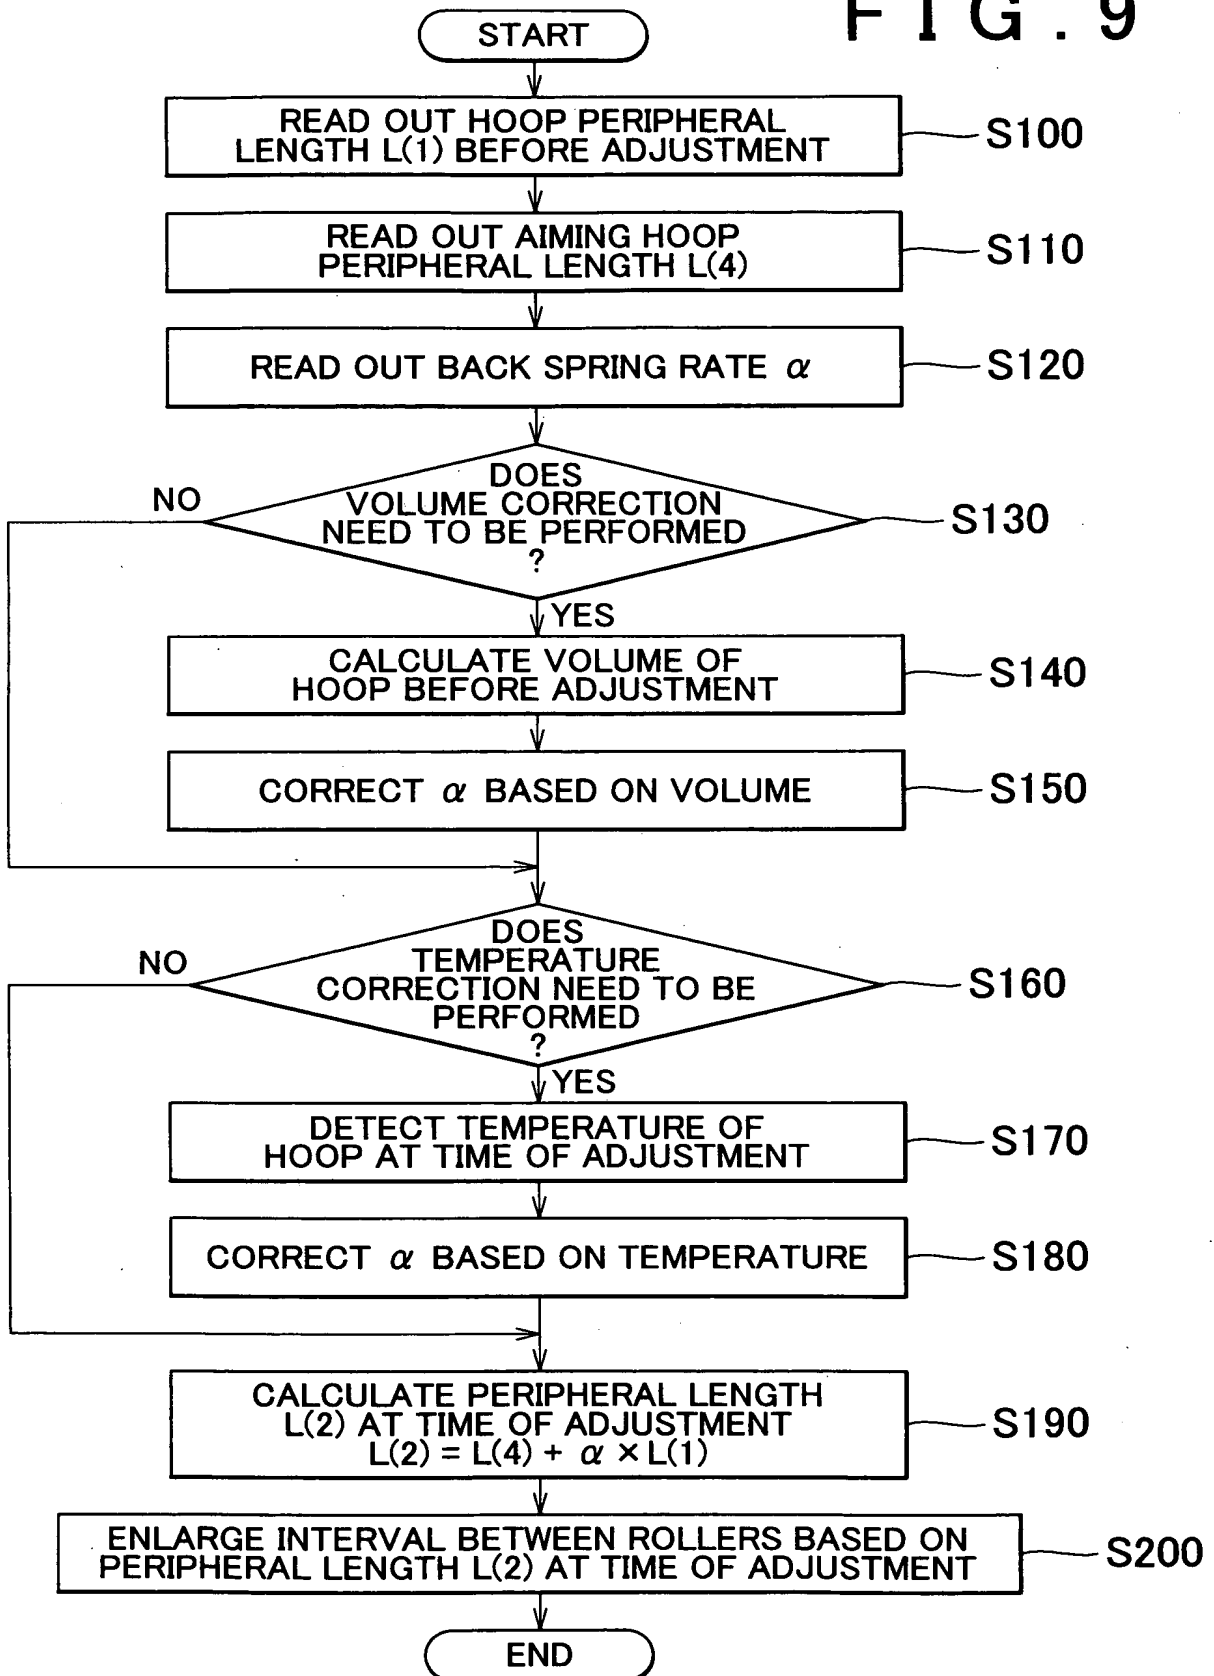 FIG. 9
START
READ OUT HOOP PERIPHERAL
LENGTH L(1) BEFORE ADJUSTMENT
S100
READ OUT AIMING HOOP
PERIPHERAL LENGTH L(4)
S110
READ OUT BACK SPRING RATE α
S120
DOES
VOLUME CORRECTION
NEED TO BE PERFORMED
?
NO
S130
YES
CALCULATE VOLUME OF
HOOP BEFORE ADJUSTMENT
S140
CORRECT α BASED ON VOLUME
S150
DOES
TEMPERATURE
CORRECTION NEED TO BE
PERFORMED
?
NO
S160
YES
DETECT TEMPERATURE OF
HOOP AT TIME OF ADJUSTMENT
S170
CORRECT α BASED ON TEMPERATURE
S180
CALCULATE PERIPHERAL LENGTH
L(2) AT TIME OF ADJUSTMENT
L(2) = L(4) + α × L(1)
S190
ENLARGE INTERVAL BETWEEN ROLLERS BASED ON
PERIPHERAL LENGTH L(2) AT TIME OF ADJUSTMENT
S200
END